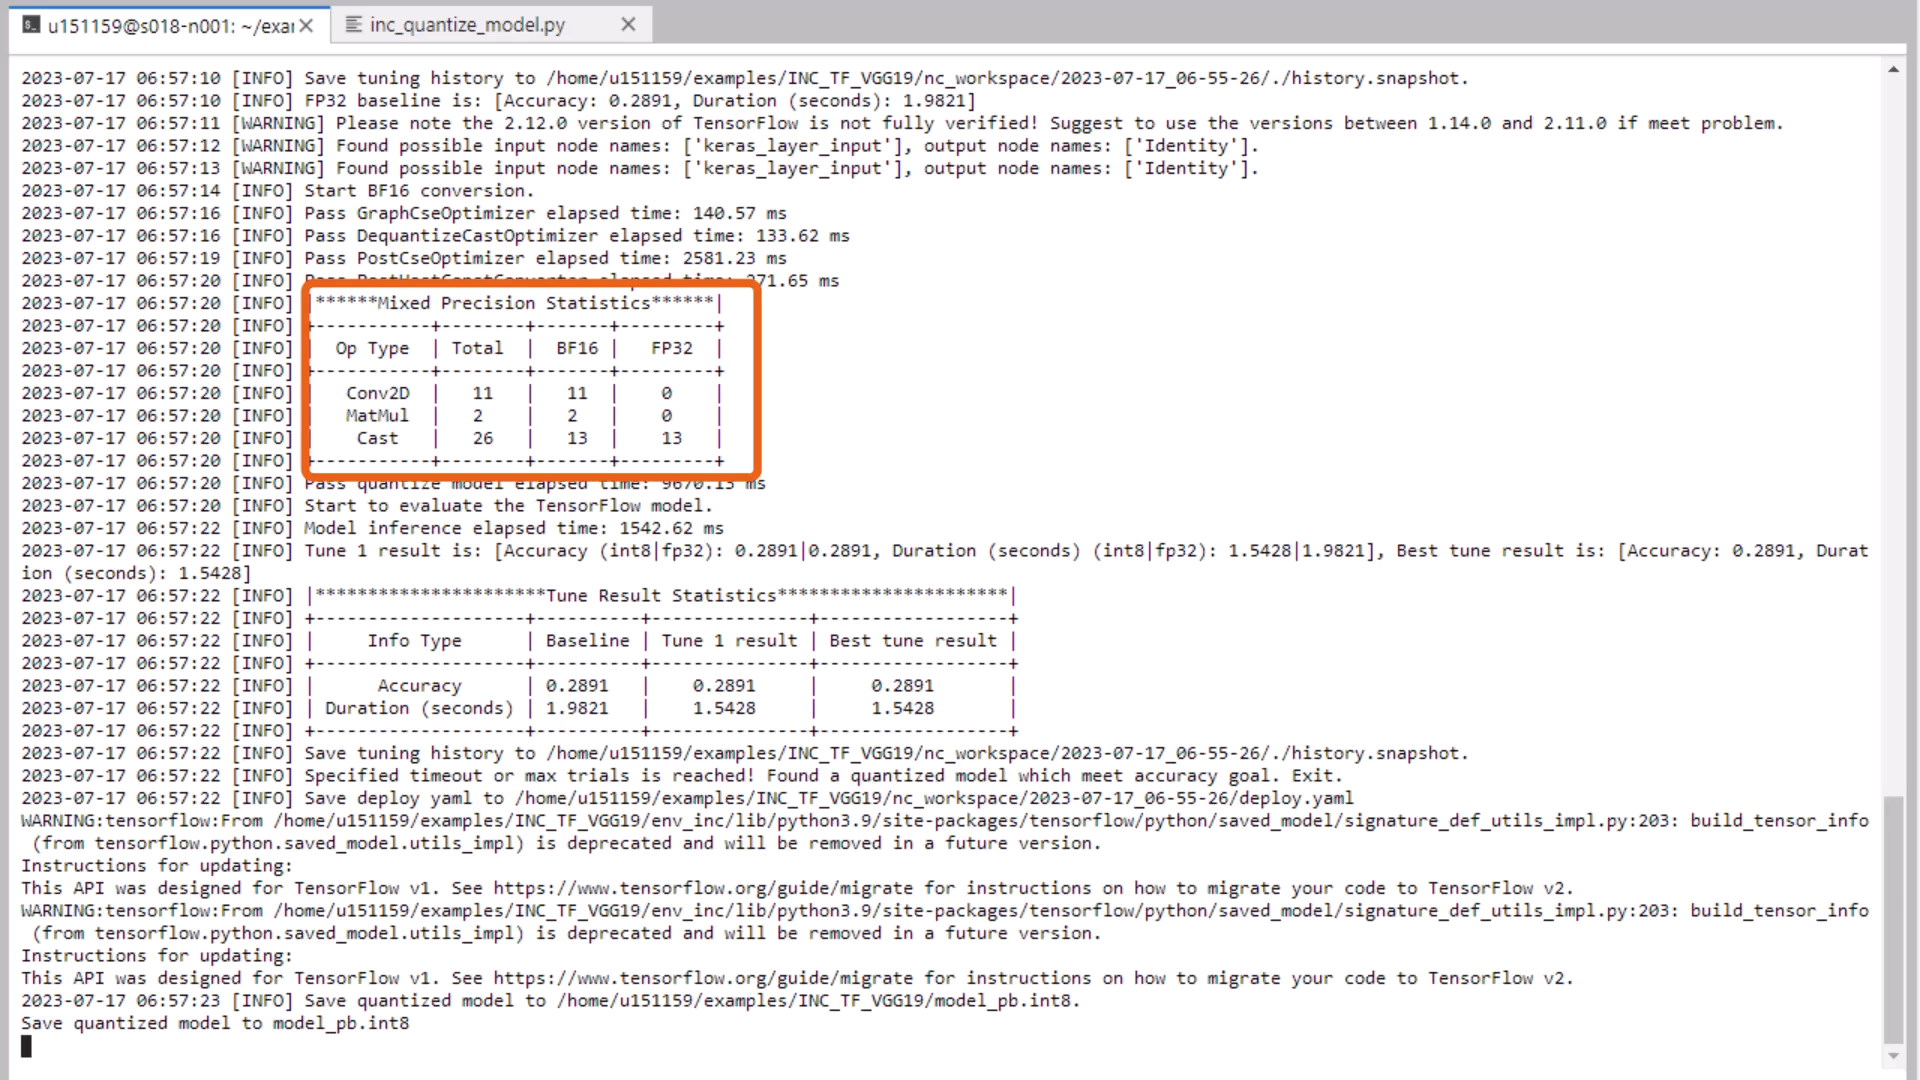 u151159@s018-n001: ~/exai
inc_quantize_model.py
2023-07-17 06:57:10 [INFO] Save tuning history to /home/u151159/examples/INC_TF_VGG19/nc_workspace/2023-07-17_06-55-26/./history.snapshot.
2023-07-17 06:57:10 [INFO] FP32 baseline is: [Accuracy: 0.2891, Duration (seconds): 1.9821]
2023-07-17 06:57:11 [WARNING] Please note the 2.12.0 version of TensorFlow is not fully verified! Suggest to use the versions between 1.14.0 and 2.11.0 if meet problem.
2023-07-17 06:57:12 [WARNING] Found possible input node names: ['keras_layer_input'], output node names: ['Identity'].
2023-07-17 06:57:13 [WARNING] Found possible input node names: ['keras_layer_input'], output node names: ['Identity'].
2023-07-17 06:57:14 [INFO] Start BF16 conversion.
2023-07-17 06:57:16 [INFO] Pass GraphCseOptimizer elapsed time: 140.57 ms
2023-07-17 06:57:16 [INFO] Pass DequantizeCastOptimizer elapsed time: 133.62 ms
2023-07-17 06:57:19 [INFO] Pass PostCseOptimizer elapsed time: 2581.23 ms
2023-07-17 06:57:20 [INFO] Pass PostHostConstConverter elapsed time: 71.65 ms
2023-07-17 06:57:20 [INFO] |******Mixed Precision Statistics******|
2023-07-17 06:57:20 [INFO] +-----------+--------+-------+---------+
2023-07-17 06:57:20 [INFO] |  Op Type  | Total  |  BF16 |   FP32  |
2023-07-17 06:57:20 [INFO] +-----------+--------+-------+---------+
2023-07-17 06:57:20 [INFO] |   Conv2D  |   11   |   11  |    0    |
2023-07-17 06:57:20 [INFO] |   MatMul  |   2    |   2   |    0    |
2023-07-17 06:57:20 [INFO] |    Cast   |   26   |   13  |    13   |
2023-07-17 06:57:20 [INFO] +-----------+--------+-------+---------+
2023-07-17 06:57:20 [INFO] Pass quantize model elapsed time: 9670.13 ms
2023-07-17 06:57:20 [INFO] Start to evaluate the TensorFlow model.
2023-07-17 06:57:22 [INFO] Model inference elapsed time: 1542.62 ms
2023-07-17 06:57:22 [INFO] Tune 1 result is: [Accuracy (int8|fp32): 0.2891|0.2891, Duration (seconds) (int8|fp32): 1.5428|1.9821], Best tune result is: [Accuracy: 0.2891, Durat
ion (seconds): 1.5428]
2023-07-17 06:57:22 [INFO] |**********************Tune Result Statistics**********************|
2023-07-17 06:57:22 [INFO] +--------------------+----------+---------------+------------------+
2023-07-17 06:57:22 [INFO] |     Info Type      | Baseline | Tune 1 result | Best tune result |
2023-07-17 06:57:22 [INFO] +--------------------+----------+---------------+------------------+
2023-07-17 06:57:22 [INFO] |      Accuracy      | 0.2891   |    0.2891     |     0.2891       |
2023-07-17 06:57:22 [INFO] | Duration (seconds) | 1.9821   |    1.5428     |     1.5428       |
2023-07-17 06:57:22 [INFO] +--------------------+----------+---------------+------------------+
2023-07-17 06:57:22 [INFO] Save tuning history to /home/u151159/examples/INC_TF_VGG19/nc_workspace/2023-07-17_06-55-26/./history.snapshot.
2023-07-17 06:57:22 [INFO] Specified timeout or max trials is reached! Found a quantized model which meet accuracy goal. Exit.
2023-07-17 06:57:22 [INFO] Save deploy yaml to /home/u151159/examples/INC_TF_VGG19/nc_workspace/2023-07-17_06-55-26/deploy.yaml
WARNING:tensorflow:From /home/u151159/examples/INC_TF_VGG19/env_inc/lib/python3.9/site-packages/tensorflow/python/saved_model/signature_def_utils_impl.py:203: build_tensor_info
(from tensorflow.python.saved_model.utils_impl) is deprecated and will be removed in a future version.
Instructions for updating:
This API was designed for TensorFlow v1. See https://www.tensorflow.org/guide/migrate for instructions on how to migrate your code to TensorFlow v2.
WARNING:tensorflow:From /home/u151159/examples/INC_TF_VGG19/env_inc/lib/python3.9/site-packages/tensorflow/python/saved_model/signature_def_utils_impl.py:203: build_tensor_info
(from tensorflow.python.saved_model.utils_impl) is deprecated and will be removed in a future version.
Instructions for updating:
This API was designed for TensorFlow v1. See https://www.tensorflow.org/guide/migrate for instructions on how to migrate your code to TensorFlow v2.
2023-07-17 06:57:23 [INFO] Save quantized model to /home/u151159/examples/INC_TF_VGG19/model_pb.int8.
Save quantized model to model_pb.int8